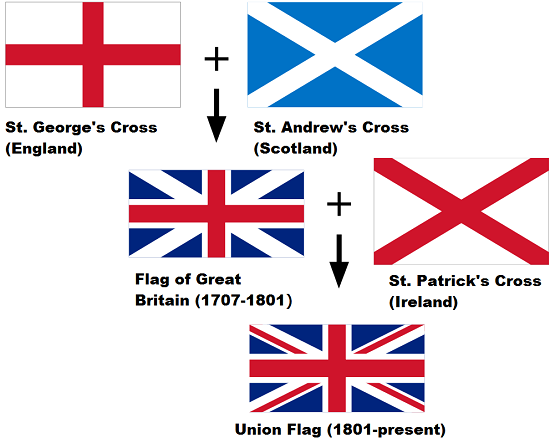 St. George's Cross
(England)
St. Andrew's Cross
(Scotland)
Flag of Great
Britain (1707-1801)
St. Patrick's Cross
(Ireland)
Union Flag (1801-present)